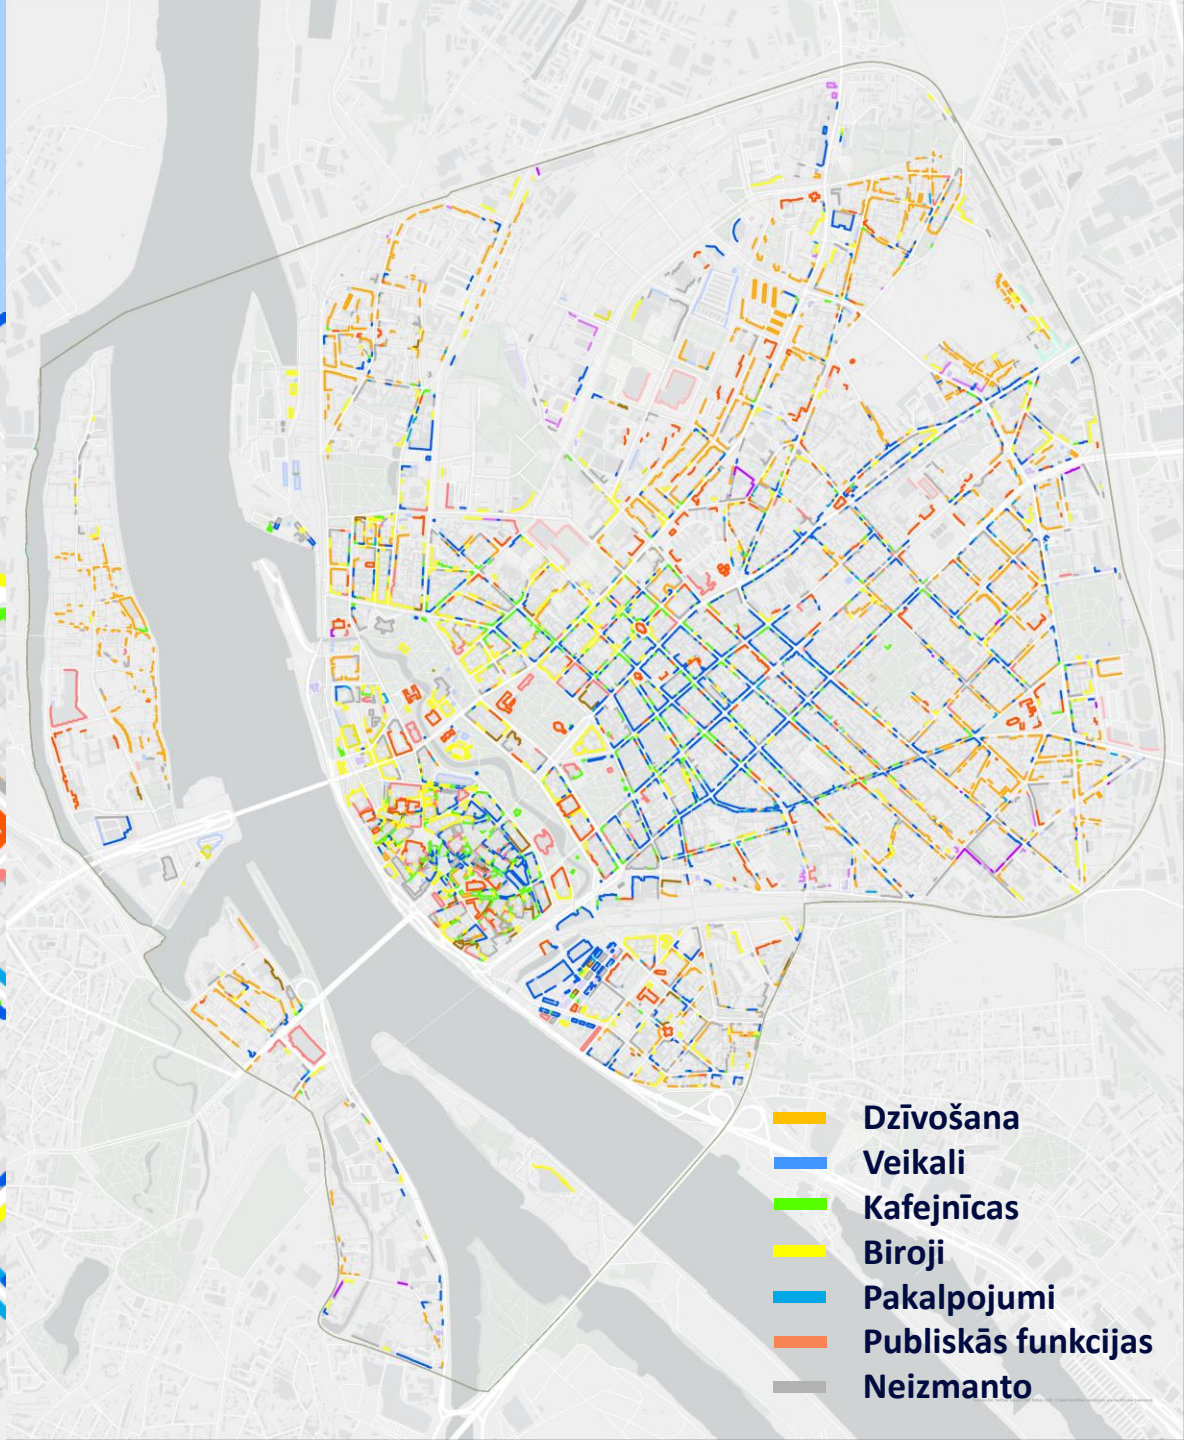 Dzīvošana
Veikali
Kafejnīcas
Biroji
Pakalpojumi
Publiskās funkcijas
Neizmanto